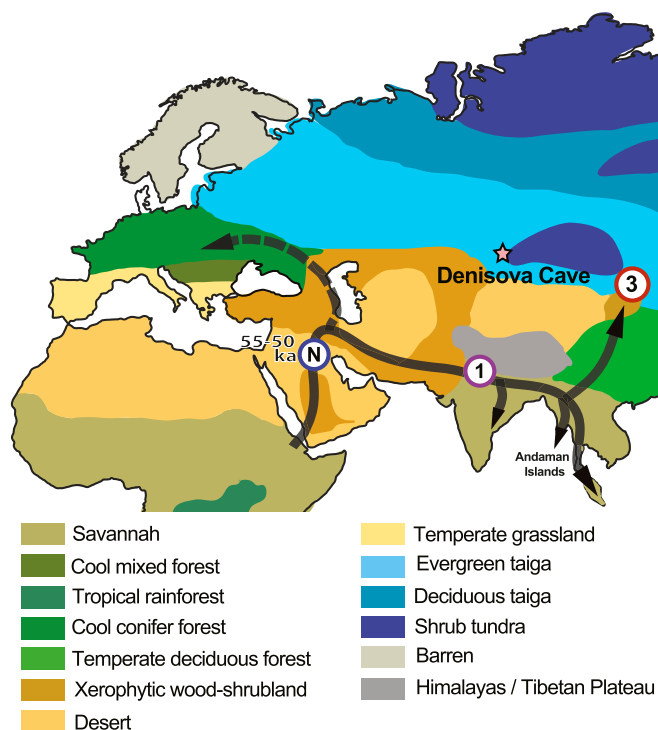 Denisova Cave
3
55-50
ka
N
1
Andaman
Islands
Savannah
Cool mixed forest
Tropical rainforest
Cool conifer forest
Temperate deciduous forest
Xerophytic wood-shrubland
Desert
Temperate grassland
Evergreen taiga
Deciduous taiga
Shrub tundra
Barren
Himalayas / Tibetan Plateau